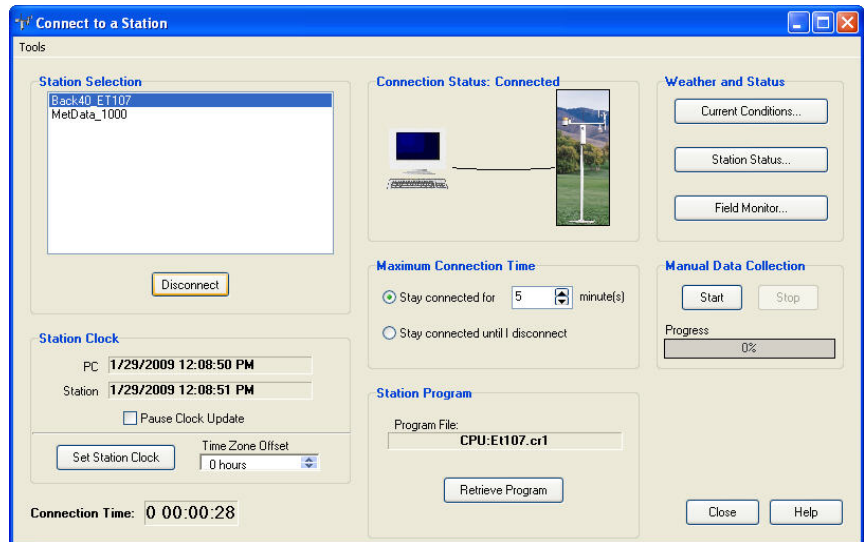 Connect to a Station
Tools
Station Selection
Back40_ET107
MetData_1000
Disconnect
Connection Status: Connected
Weather and Status
Current Conditions...
Station Status...
Field Monitor...
Maximum Connection Time
Stay connected for 5 minute(s)
Stay connected until I disconnect
Manual Data Collection
Start Stop
Progress
0%
Station Clock
PC 1/29/2009 12:08:50 PM
Station 1/29/2009 12:08:51 PM
Pause Clock Update
Set Station Clock
Time Zone Offset
0 hours
Station Program
Program File:
CPU:Et107.cr1
Retrieve Program
Connection Time: 0 00:00:28
Close Help